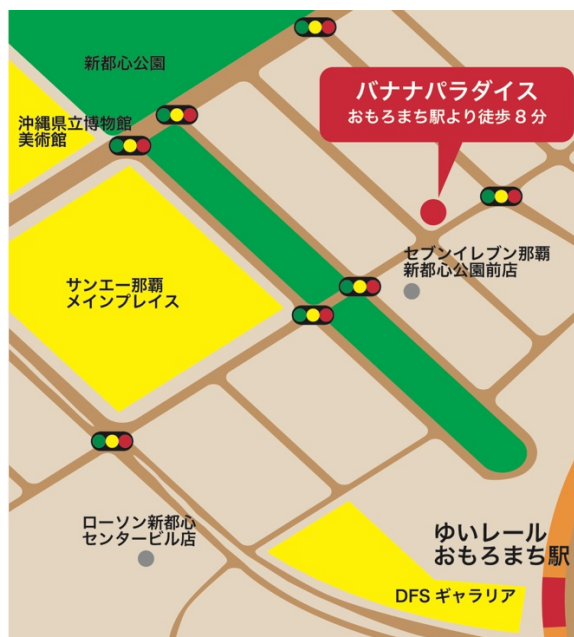 新都心公園
バナナパラダイス
おもろまち駅より徒歩8分
沖縄県立博物館
美術館
セブンイレブン那覇
新都心公園前店
サンエー那覇
メインプレイス
ローソン新都心
センタービル店
ゆいレール
おもろまち駅
DFS ギャラリア